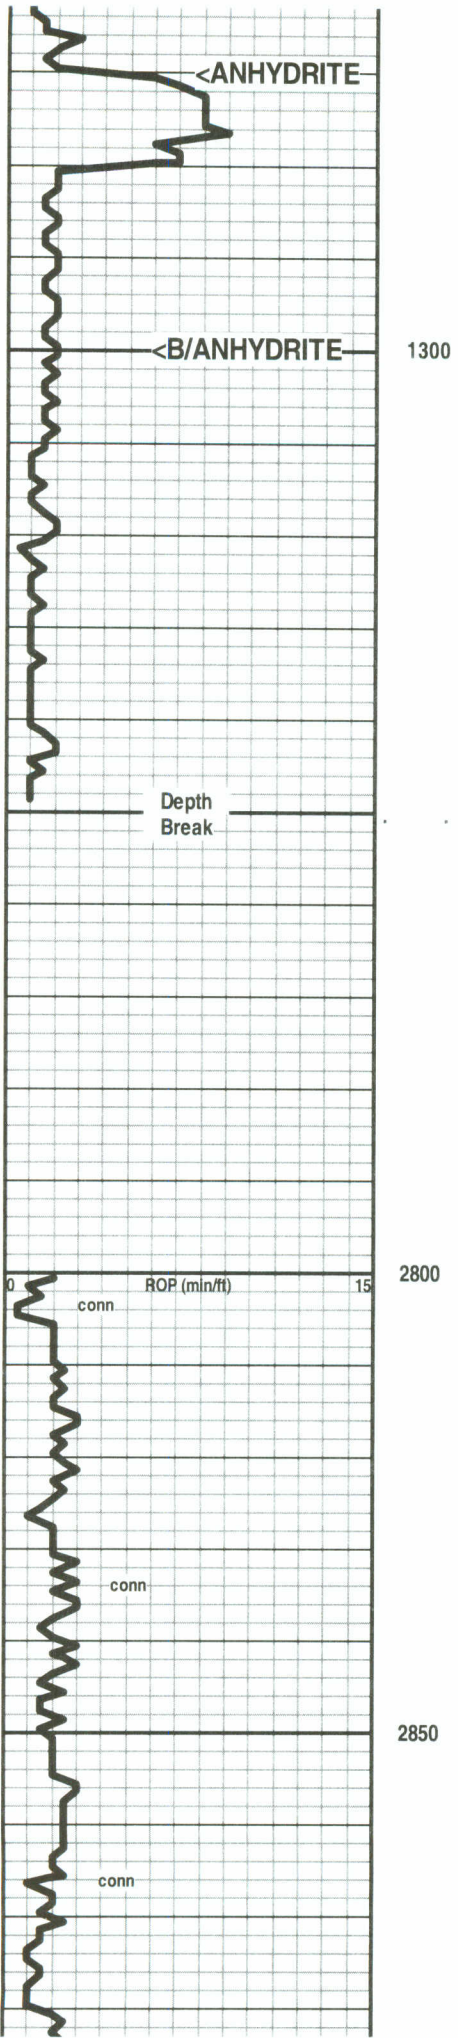 <ANHYDRITE
<B/ANHYDRITE
1300
Depth
Break
2800
0 ROP (min/ft) 15
conn
conn
2850
conn